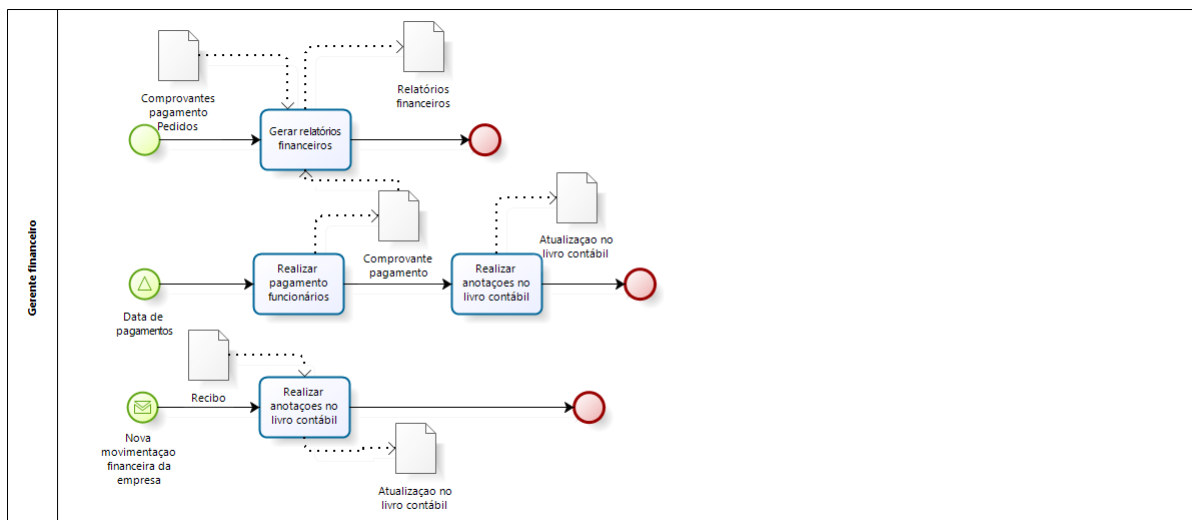 Gerente financeiro
Comprovantes
pagamento
Pedidos
Relatórios
financeiros
Gerar relatórios
financeiros
Comprovante
pagamento
Atualizaçao no
livro contábil
Realizar
pagamento
funcionários
Realizar
anotaçoes no
livro contábil
Data de
pagamentos
Recibo
Realizar
anotaçoes no
livro contábil
Nova
movimentaçao
financeira da
empresa
Atualizaçao no
livro contábil